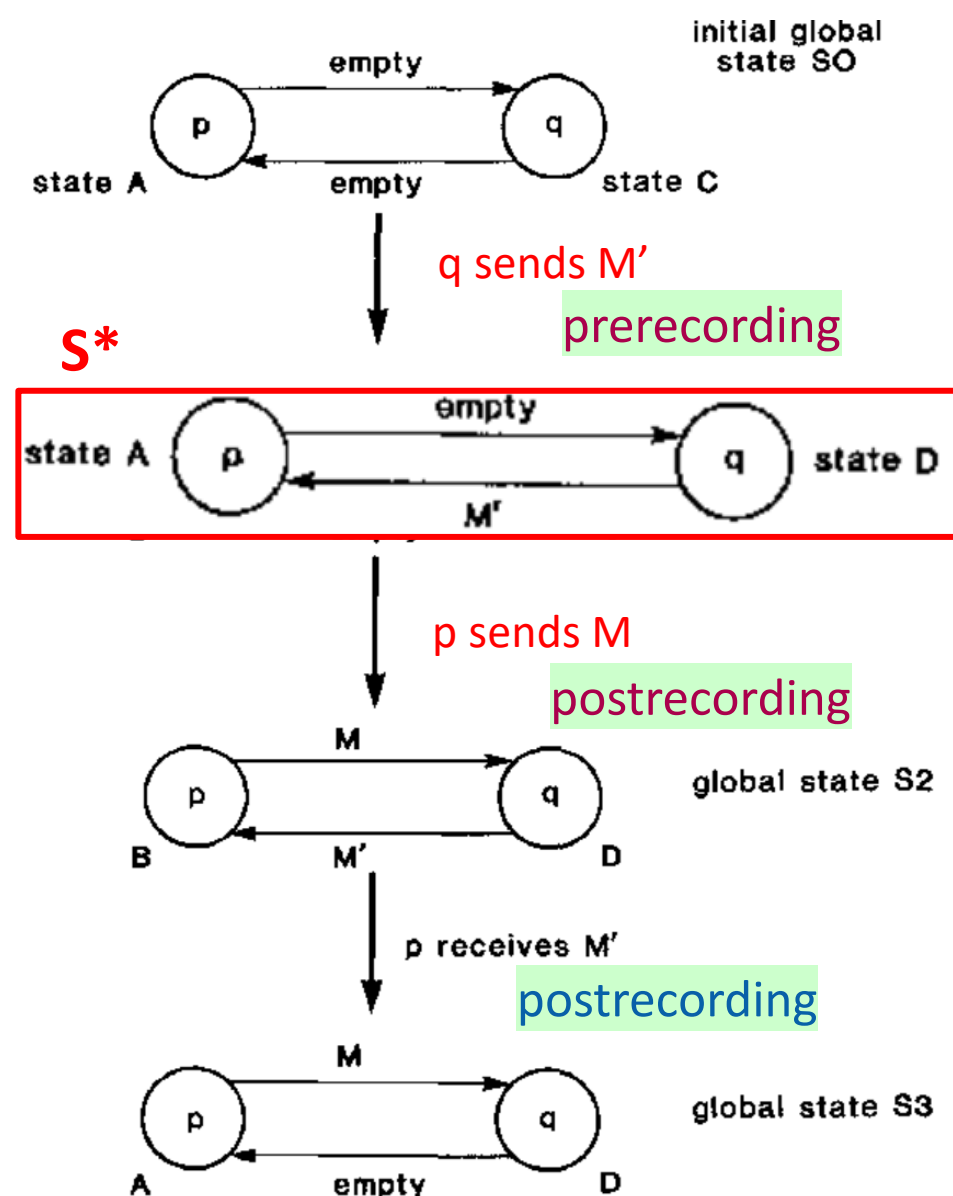 initial global
state SO
empty
p
q
state A
empty
state C
q sends M’
prerecording
S*
empty
state A
p
q
state D
M'
p sends M
postrecording
M
p
q
global state S2
B
M'
D
p receives M'
postrecording
M
p
q
global state S3
A
empty
D